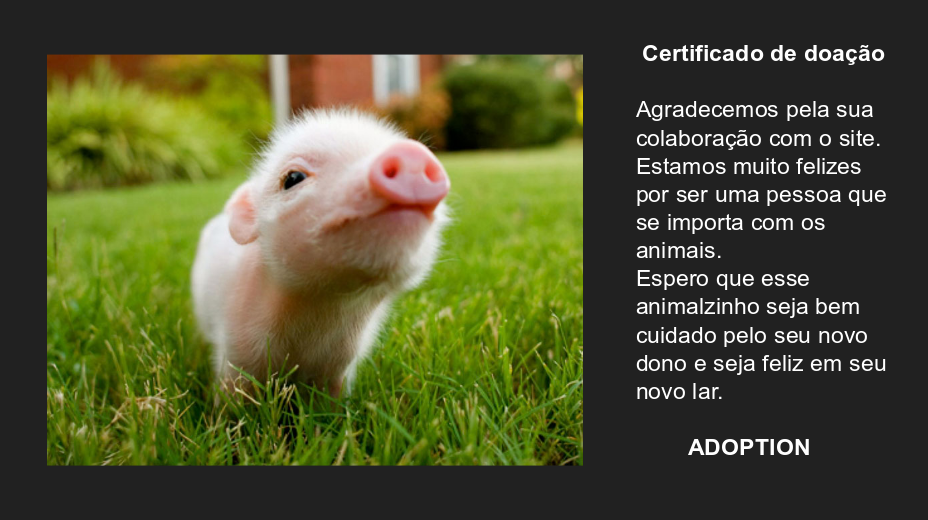 Certificado de doação
Agradecemos pela sua
colaboração com o site.
Estamos muito felizes
por ser uma pessoa que
se importa com os
animais.
Espero que esse
animalzinho seja bem
cuidado pelo seu novo
dono e seja feliz em seu
novo lar.
ADOPTION